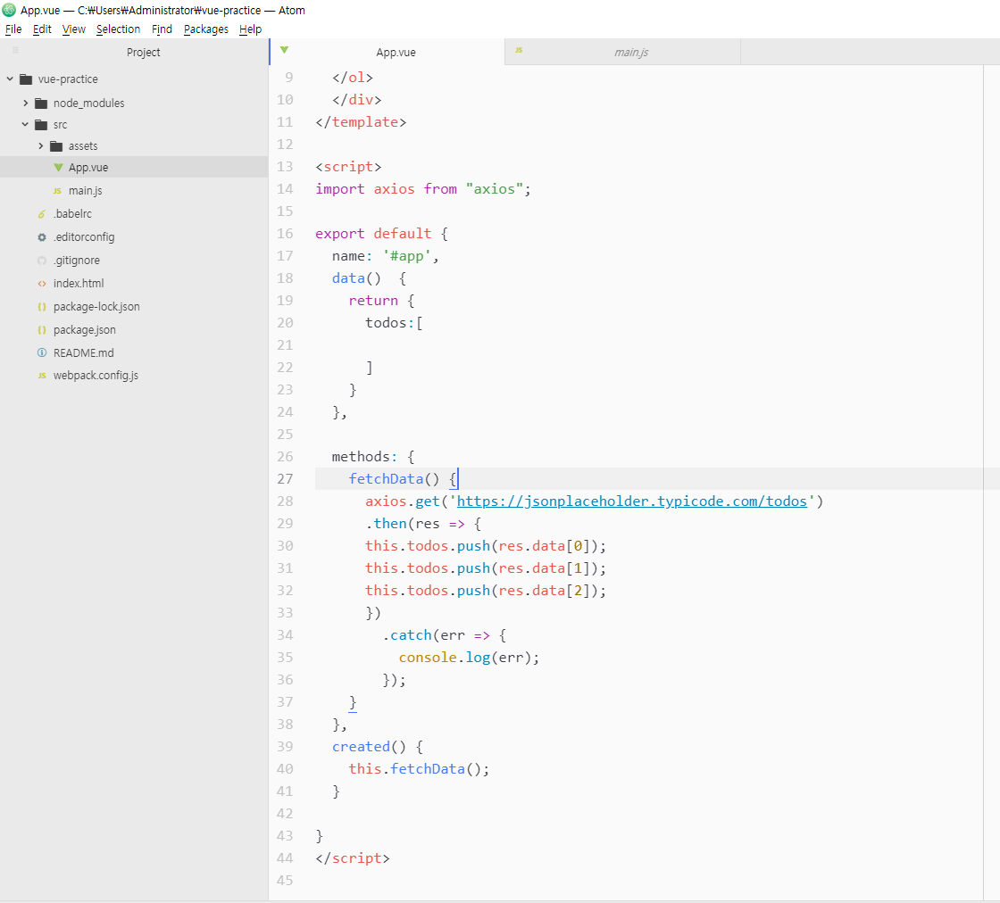 App.vue — C:₩Users₩Administrator₩vue-practice — Atom
File Edit View Selection Find Packages Help
Project
vue-practice
node_modules
src
assets
App.vue
JS main.js
.babelrc
.editorconfig
.gitignore
index.html
package-lock.json
package.json
README.md
JS webpack.config.js
App.vue
JS main.js
9 </ol>
10 </div>
11 </template>
12
13 <script>
14 import axios from "axios";
15
16 export default {
17 name: '#app',
18 data()  {
19 return {
20 todos:[
21
22 ]
23 }
24 },
25
26 methods: {
27 fetchData() {
28 axios.get('https://jsonplaceholder.typicode.com/todos')
29 .then(res => {
30 this.todos.push(res.data[0]);
31 this.todos.push(res.data[1]);
32 this.todos.push(res.data[2]);
33 })
34 .catch(err => {
35 console.log(err);
36 });
37 }
38 },
39 created() {
40 this.fetchData();
41 }
42
43 }
44 </script>
45